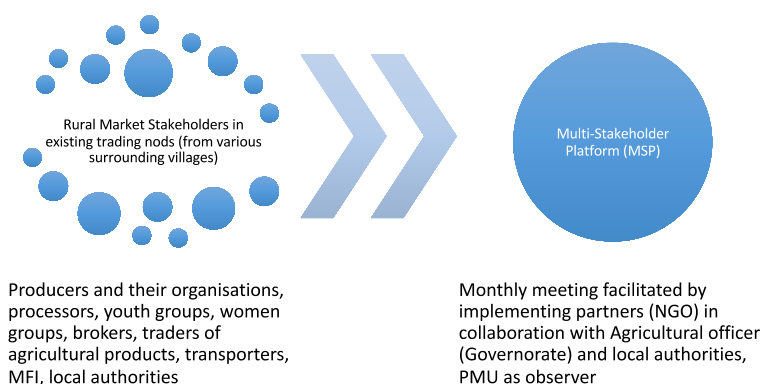 Rural Market Stakeholders in
existing trading nods (from various
surrounding villages)
Multi-Stakeholder
Platform (MSP)
Producers and their organisations,
processors, youth groups, women
groups, brokers, traders of
agricultural products, transporters,
MFI, local authorities
Monthly meeting facilitated by
implementing partners (NGO) in
collaboration with Agricultural officer
(Governorate) and local authorities,
PMU as observer